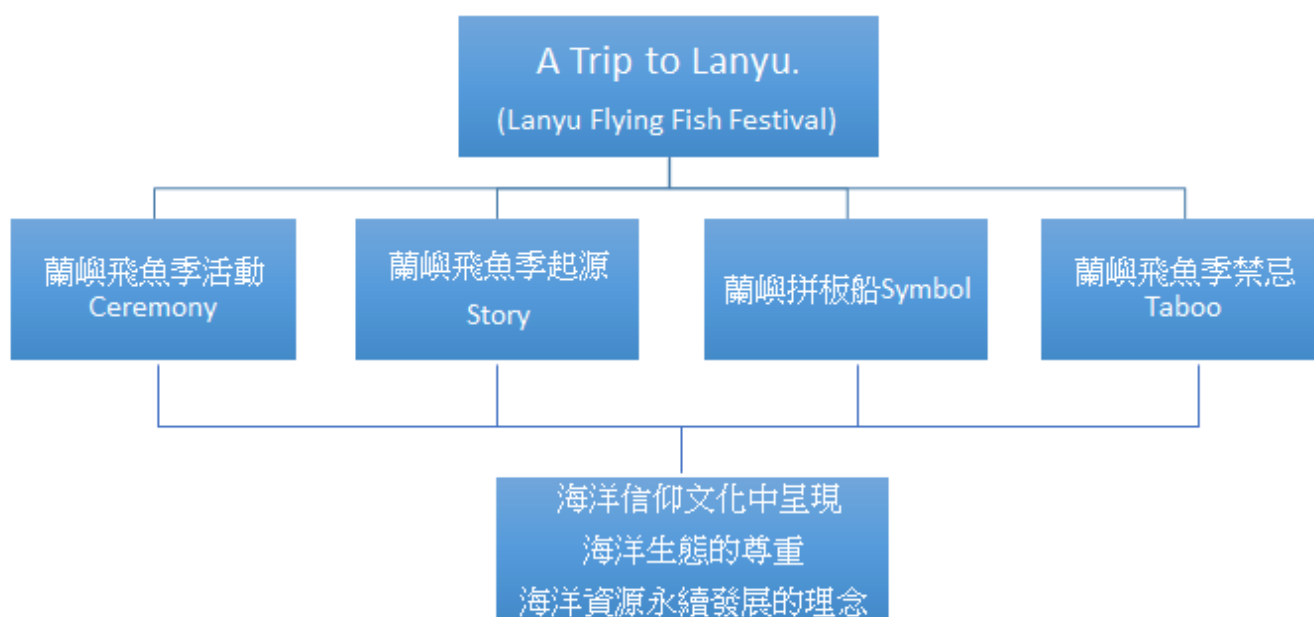 A Trip to Lanyu.
(Lanyu Flying Fish Festival)
蘭嶼飛魚季活動
Ceremony
蘭嶼飛魚季起源
Story
蘭嶼拼板船Symbol
蘭嶼飛魚季禁忌
Taboo
海洋信仰文化中呈現
海洋生態的尊重
海洋資源永續發展的理念